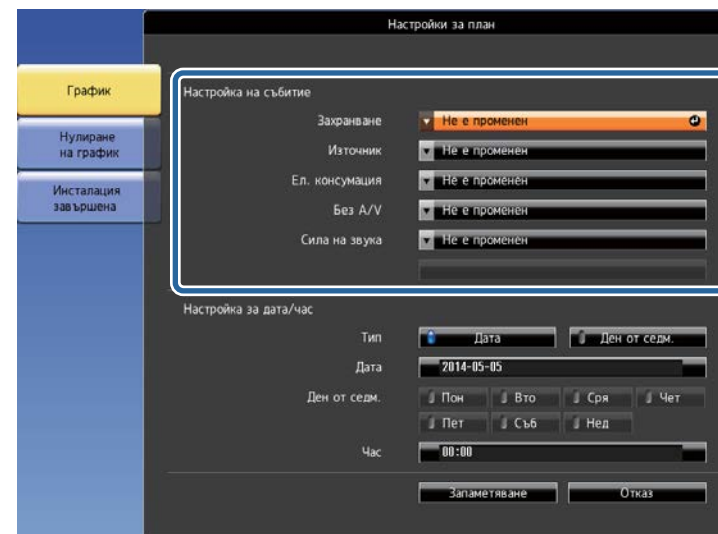 Настройки за план
График
Нулиране
на график
Инсталация
завършена
Настройка на събитие
Захранване Не е променен
Източник Не е променен
Ел. консумация Не е променен
Без A/V Не е променен
Сила на звука Не е променен
Настройка за дата/час
Тип Дата Ден от седм.
Дата 2014-05-05
Ден от седм. Пон Вто Сря Чет
Пет Съб Нед
Час 00:00
Запаметяване Отказ